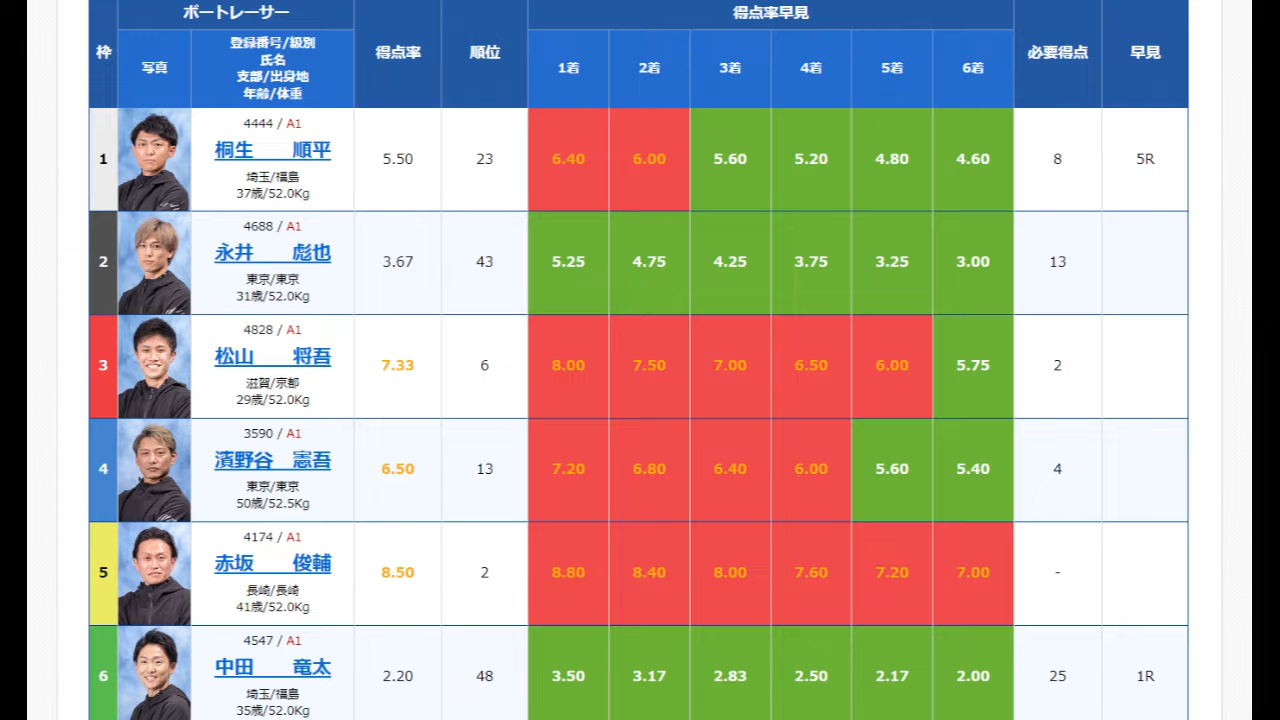 ボートレーサー 得点率早見
枠 写真 登録番号/級別 氏名 支部/出身地 年齢/体重 得点率 順位 1着 2着 3着 4着 5着 6着 必要得点 早見
4444 / A1
1 桐生 順平 5.50 23 6.40 6.00 5.60 5.20 4.80 4.60 8 5R
埼玉/福島
37歳/52.0Kg
4688 / A1
2 永井 彪也 3.67 43 5.25 4.75 4.25 3.75 3.25 3.00 13
東京/東京
31歳/52.0Kg
4828 / A1
3 松山 将吾 7.33 6 8.00 7.50 7.00 6.50 6.00 5.75 2
滋賀/京都
29歳/52.0Kg
3590 / A1
4 濱野谷 憲吾 6.50 13 7.20 6.80 6.40 6.00 5.60 5.40 4
東京/東京
50歳/52.5Kg
4174 / A1
5 赤坂 俊輔 8.50 2 8.80 8.40 8.00 7.60 7.20 7.00 -
長崎/長崎
41歳/52.0Kg
4547 / A1
6 中田 竜太 2.20 48 3.50 3.17 2.83 2.50 2.17 2.00 25 1R
埼玉/福島
35歳/52.0Kg